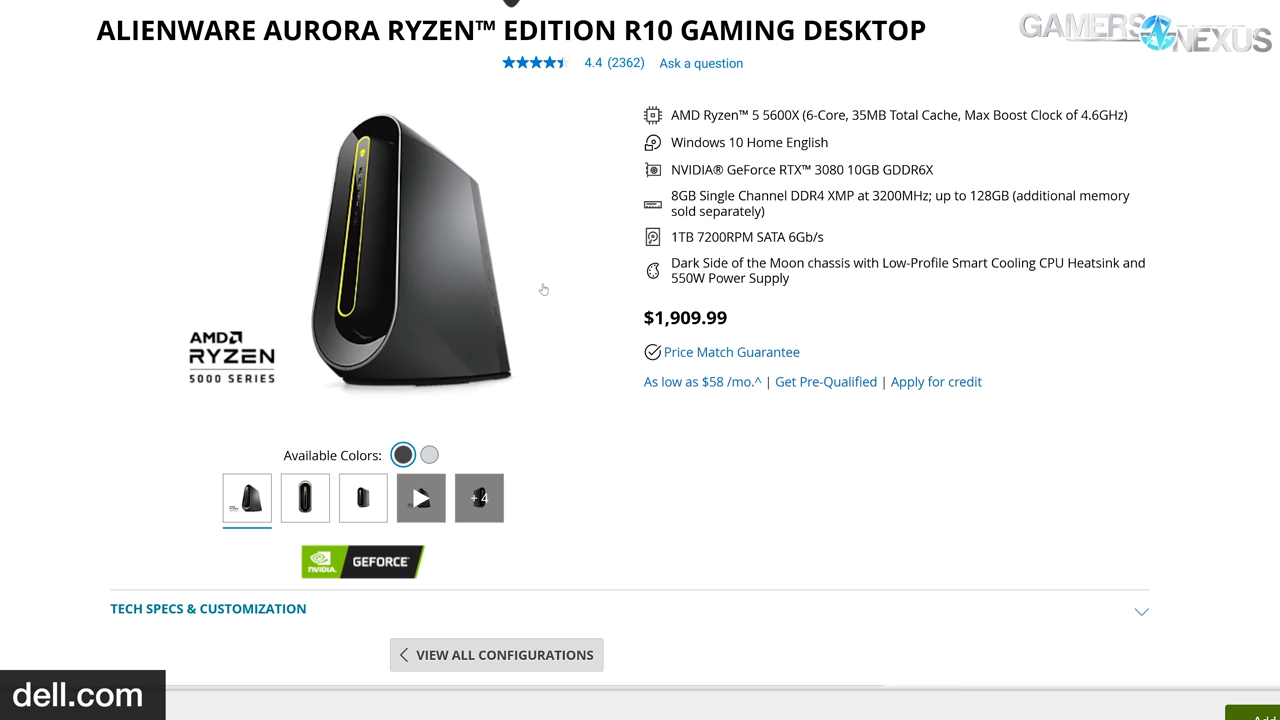 ALIENWARE AURORA RYZEN™ EDITION R10 GAMING DESKTOP
GAMERS NEXUS
4.4 (2362) Ask a question
AMD Ryzen™ 5 5600X (6-Core, 35MB Total Cache, Max Boost Clock of 4.6GHz)
Windows 10 Home English
NVIDIA® GeForce RTX™ 3080 10GB GDDR6X
8GB Single Channel DDR4 XMP at 3200MHz; up to 128GB (additional memory
sold separately)
1TB 7200RPM SATA 6Gb/s
Dark Side of the Moon chassis with Low-Profile Smart Cooling CPU Heatsink and
550W Power Supply
$1,909.99
Price Match Guarantee
As low as $58 /mo.^ | Get Pre-Qualified | Apply for credit
AMD
RYZEN
5000 SERIES
Available Colors:
+4
NVIDIA. GEFORCE
TECH SPECS & CUSTOMIZATION
VIEW ALL CONFIGURATIONS
dell.com